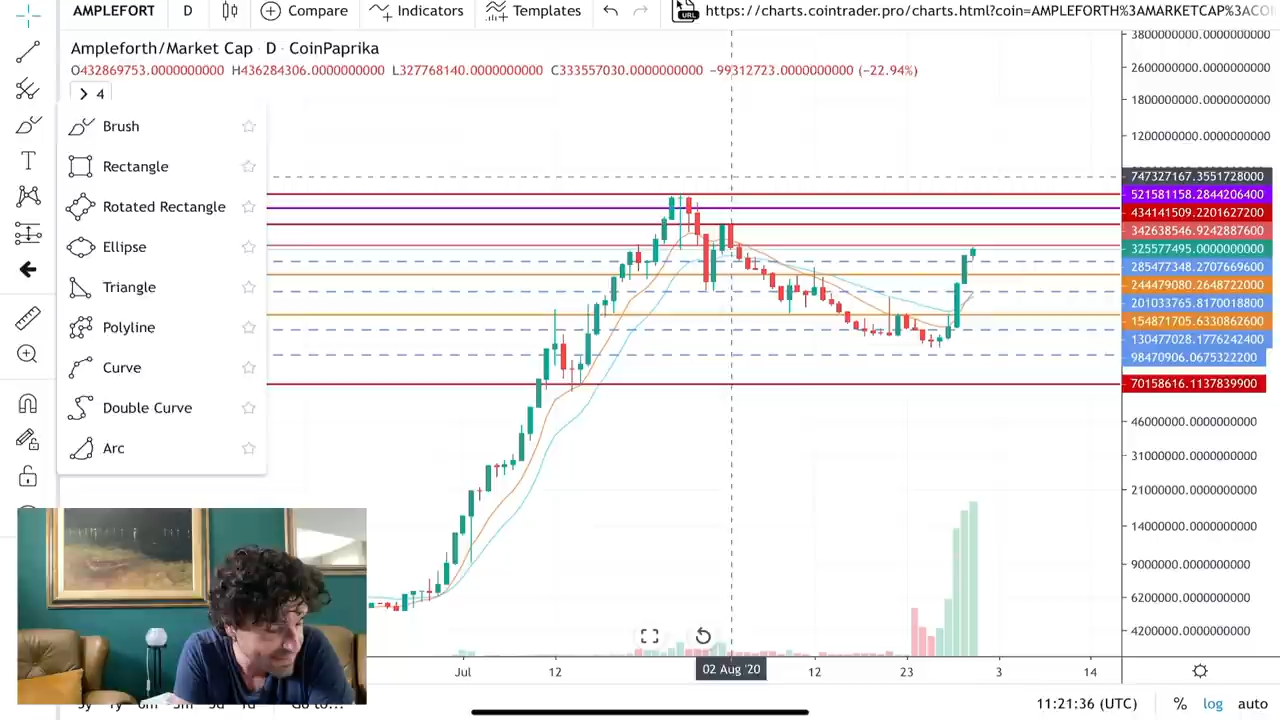 AMPLEFORT D Compare Indicators Templates https://charts.cointrader.pro/charts.html?coin=AMPLEFORTH%3AMARKETCAP%3ACO
Ampleforth/Market Cap · D · CoinPaprika
O432869753.0000000000 H436284306.0000000000 L327768140.0000000000 C333557030.0000000000 −99312723.0000000000 (−22.94%)
4
Brush
Rectangle
Rotated Rectangle
Ellipse
Triangle
Polyline
Curve
Double Curve
Arc
3800000000.0000000000
2600000000.0000000000
1800000000.0000000000
1200000000.0000000000
747327167.3551728000
521581158.2844206400
434141509.2201627200
342638546.9242887600
325577495.0000000000
285477348.2707669600
244479080.2648722000
201033765.8170018800
154871705.6330862600
130477028.1776242400
98470906.0675322200
70158616.1137839900
46000000.0000000000
31000000.0000000000
21000000.0000000000
14000000.0000000000
9000000.0000000000
6200000.0000000000
4200000.0000000000
Jul 12 02 Aug '20 12 23 3 14
11:21:36 (UTC) % log auto